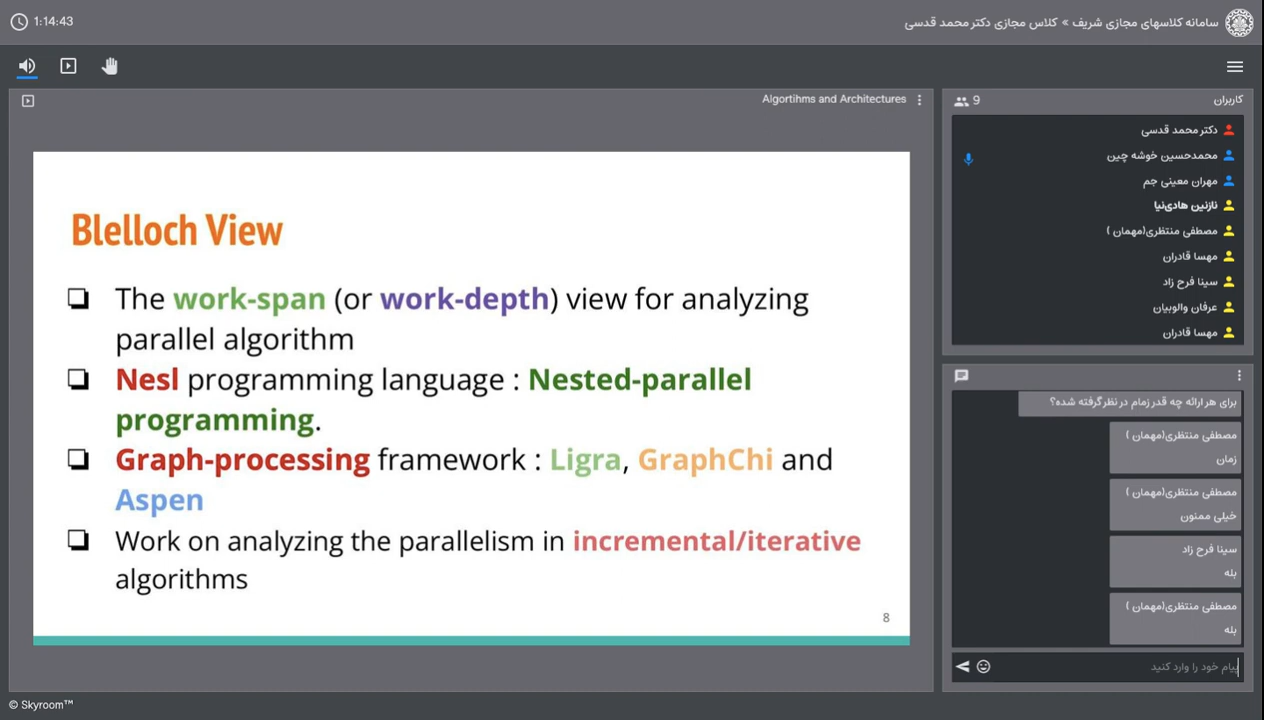 1:14:43
سامانه کلاسهای مجازی شریف » کلاس مجازی دکتر محمد قدسی
Algortihms and Architectures
Blelloch View
❑ The work-span (or work-depth) view for analyzing
parallel algorithm
❑ Nesl programming language : Nested-parallel
programming.
❑ Graph-processing framework : Ligra, GraphChi and
Aspen
❑ Work on analyzing the parallelism in incremental/iterative
algorithms
8
کاربران
9
دکتر محمد قدسی
محمدحسین خوشه چین
مهران معینی جم
نازنین هادی‌نیا
مصطفی منتظری(مهمان )
مهسا قادران
سینا فرح زاد
عرفان والوبیان
مهسا قادران
برای هر ارائه چه قدر زمام در نظر گرفته شده؟
مصطفی منتظری(مهمان )
زمان
مصطفی منتظری(مهمان )
خیلی ممنون
سینا فرح زاد
بله
مصطفی منتظری(مهمان )
بله
پیام خود را وارد کنید
© Skyroom™